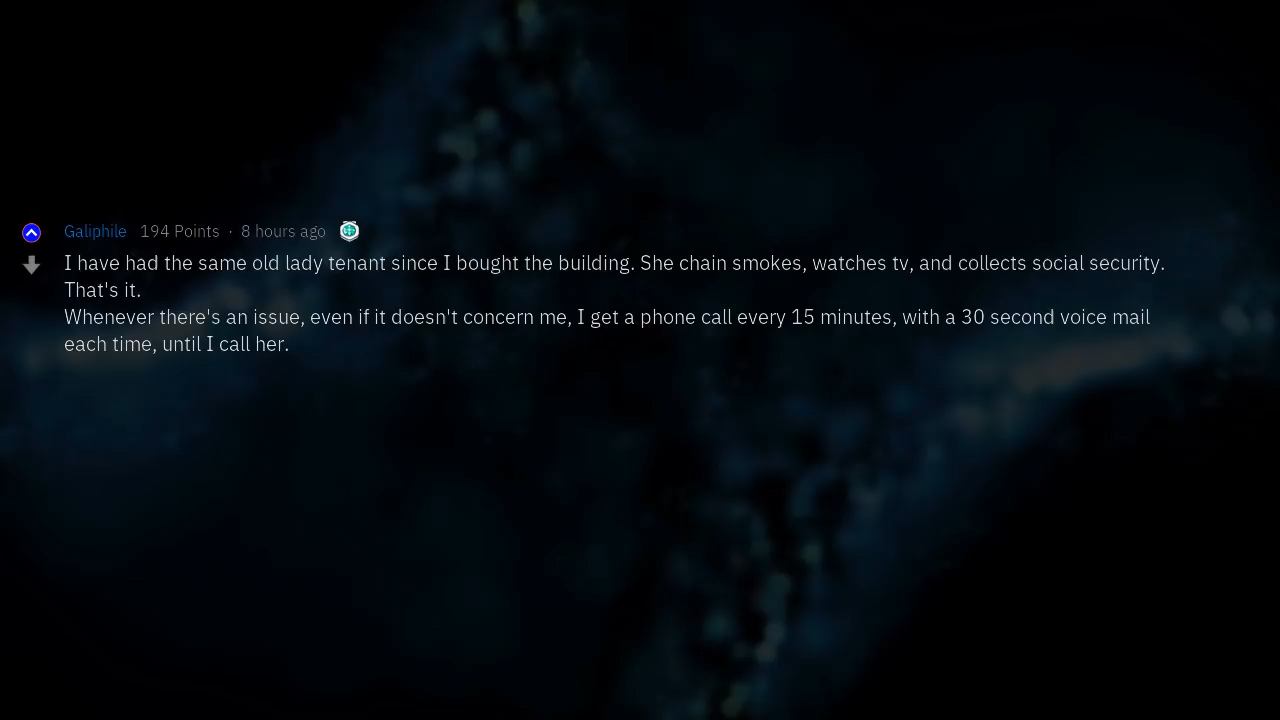 Galiphile 194 Points · 8 hours ago
I have had the same old lady tenant since I bought the building. She chain smokes, watches tv, and collects social security.
That's it.
Whenever there's an issue, even if it doesn't concern me, I get a phone call every 15 minutes, with a 30 second voice mail
each time, until I call her.